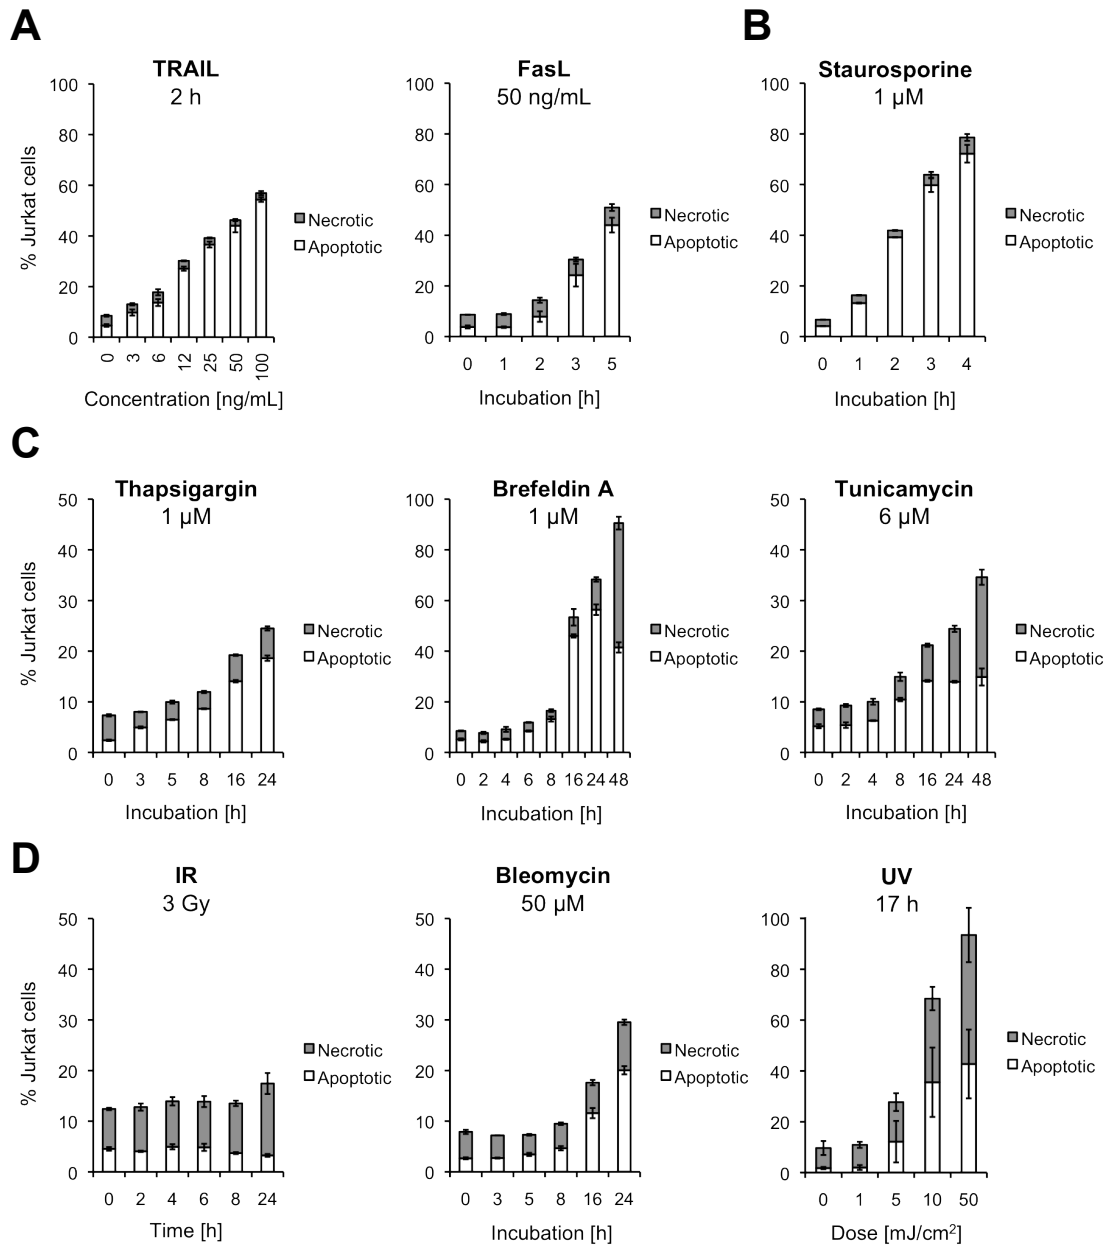 A
B
TRAIL
2 h
FasL
50 ng/mL
Staurosporine
1 µM
% Jurkat cells
100
80
60
40
20
0
Necrotic
Apoptotic
0 3 6 12 25 50 100
Concentration [ng/mL]
100
80
60
40
20
0
Necrotic
Apoptotic
0 1 2 3 5
Incubation [h]
100
80
60
40
20
0
Necrotic
Apoptotic
0 1 2 3 4
Incubation [h]
C
Thapsigargin
1 µM
Brefeldin A
1 µM
Tunicamycin
6 µM
% Jurkat cells
50
40
30
20
10
0
Necrotic
Apoptotic
0 3 5 8 16 24
Incubation [h]
100
80
60
40
20
0
Necrotic
Apoptotic
0 2 4 6 8 16 24 48
Incubation [h]
50
40
30
20
10
0
Necrotic
Apoptotic
0 2 4 8 16 24 48
Incubation [h]
D
IR
3 Gy
Bleomycin
50 µM
UV
17 h
% Jurkat cells
50
40
30
20
10
0
Necrotic
Apoptotic
0 2 4 6 8 24
Time [h]
50
40
30
20
10
0
Necrotic
Apoptotic
0 3 5 8 16 24
Incubation [h]
100
80
60
40
20
0
Necrotic
Apoptotic
0 1 5 10 50
Dose [mJ/cm²]